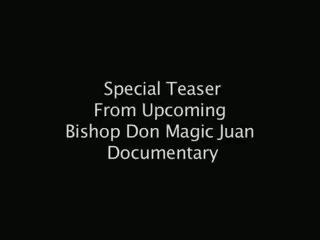 Special Teaser
From Upcoming
Bishop Don Magic Juan
Documentary